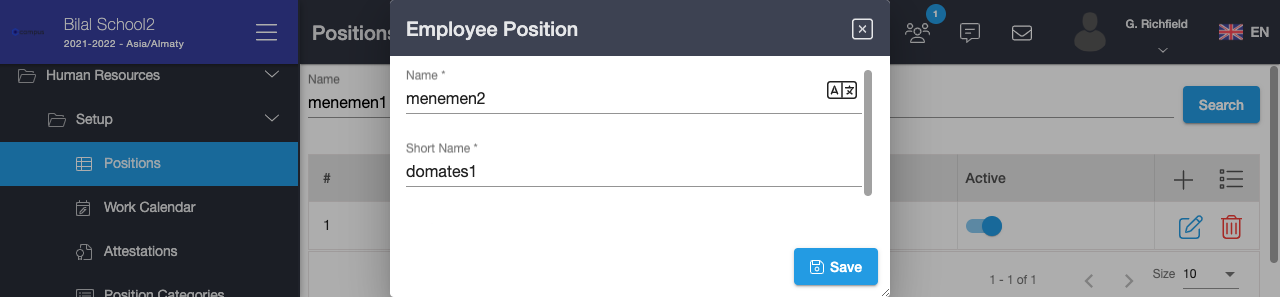 Bilal School2
2021-2022 - Asia/Almaty
Human Resources
Setup
Positions
Work Calendar
Attestations
Position Categories
Positions
1
G. Richfield
EN
Name
menemen1
Search
#
Active
1
1 - 1 of 1
Size
10
Employee Position
Name *
menemen2
Short Name *
domates1
Save